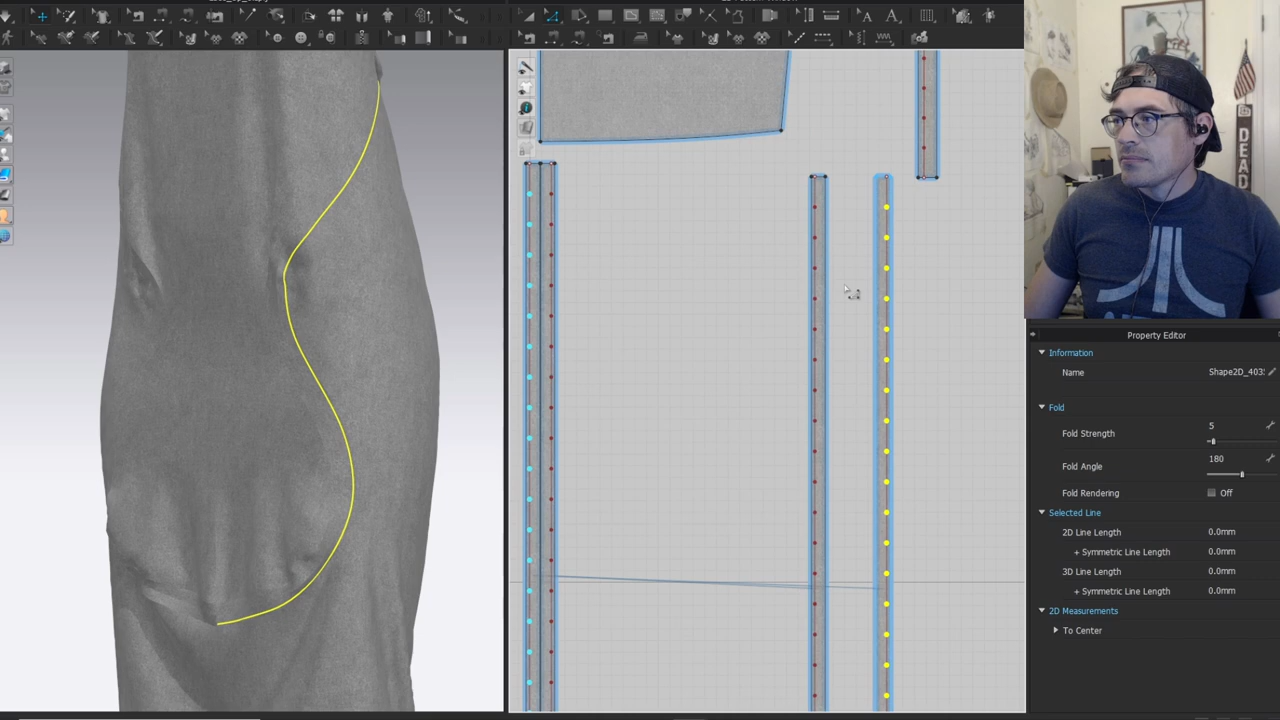 Property Editor
Information
Name Shape2D_403
Fold
Fold Strength 5
Fold Angle 180
Fold Rendering Off
Selected Line
2D Line Length 0.0mm
+ Symmetric Line Length 0.0mm
3D Line Length 0.0mm
+ Symmetric Line Length 0.0mm
2D Measurements
To Center
DEAD